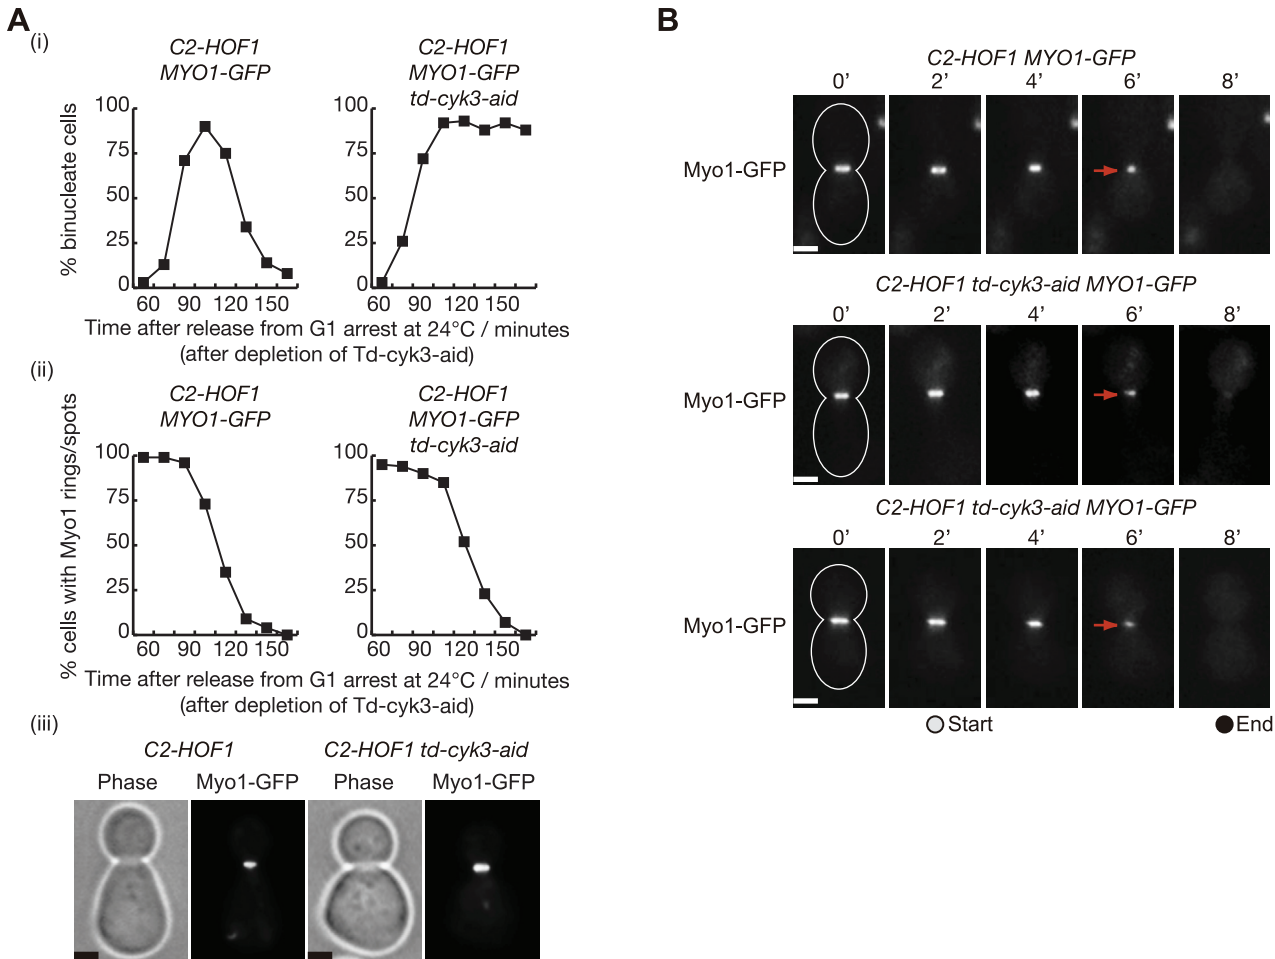 A
(i)
C2-HOF1
MYO1-GFP
C2-HOF1
MYO1-GFP
td-cyk3-aid
% binucleate cells
100
75
50
25
0
60 90 120 150
100
75
50
25
0
60 90 120 150
Time after release from G1 arrest at 24°C / minutes
(after depletion of Td-cyk3-aid)
(ii)
C2-HOF1
MYO1-GFP
C2-HOF1
MYO1-GFP
td-cyk3-aid
% cells with Myo1 rings/spots
100
75
50
25
0
60 90 120 150
100
75
50
25
0
60 90 120 150
Time after release from G1 arrest at 24°C / minutes
(after depletion of Td-cyk3-aid)
(iii)
C2-HOF1 C2-HOF1 td-cyk3-aid
Phase Myo1-GFP Phase Myo1-GFP
B
C2-HOF1 MYO1-GFP
0’ 2’ 4’ 6’ 8’
Myo1-GFP
C2-HOF1 td-cyk3-aid MYO1-GFP
0’ 2’ 4’ 6’ 8’
Myo1-GFP
C2-HOF1 td-cyk3-aid MYO1-GFP
0’ 2’ 4’ 6’ 8’
Myo1-GFP
Start End